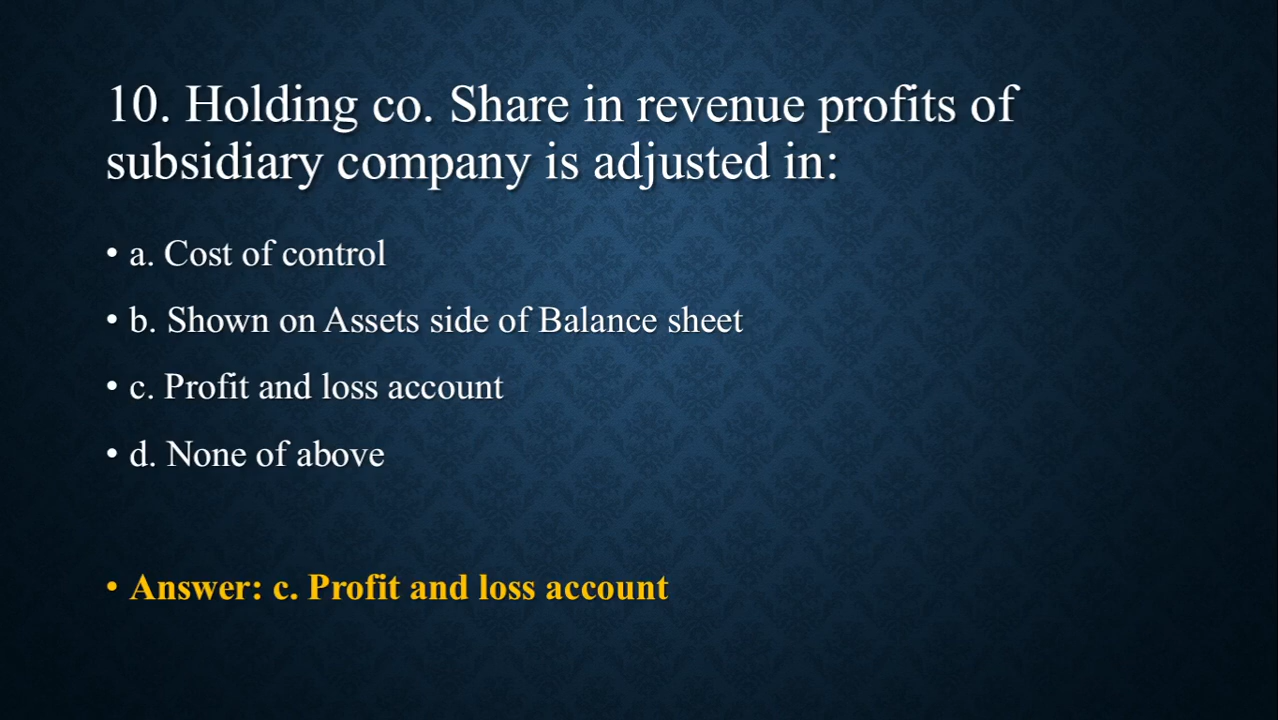 10. Holding co. Share in revenue profits of
subsidiary company is adjusted in:
• a. Cost of control
• b. Shown on Assets side of Balance sheet
• c. Profit and loss account
• d. None of above
• Answer: c. Profit and loss account